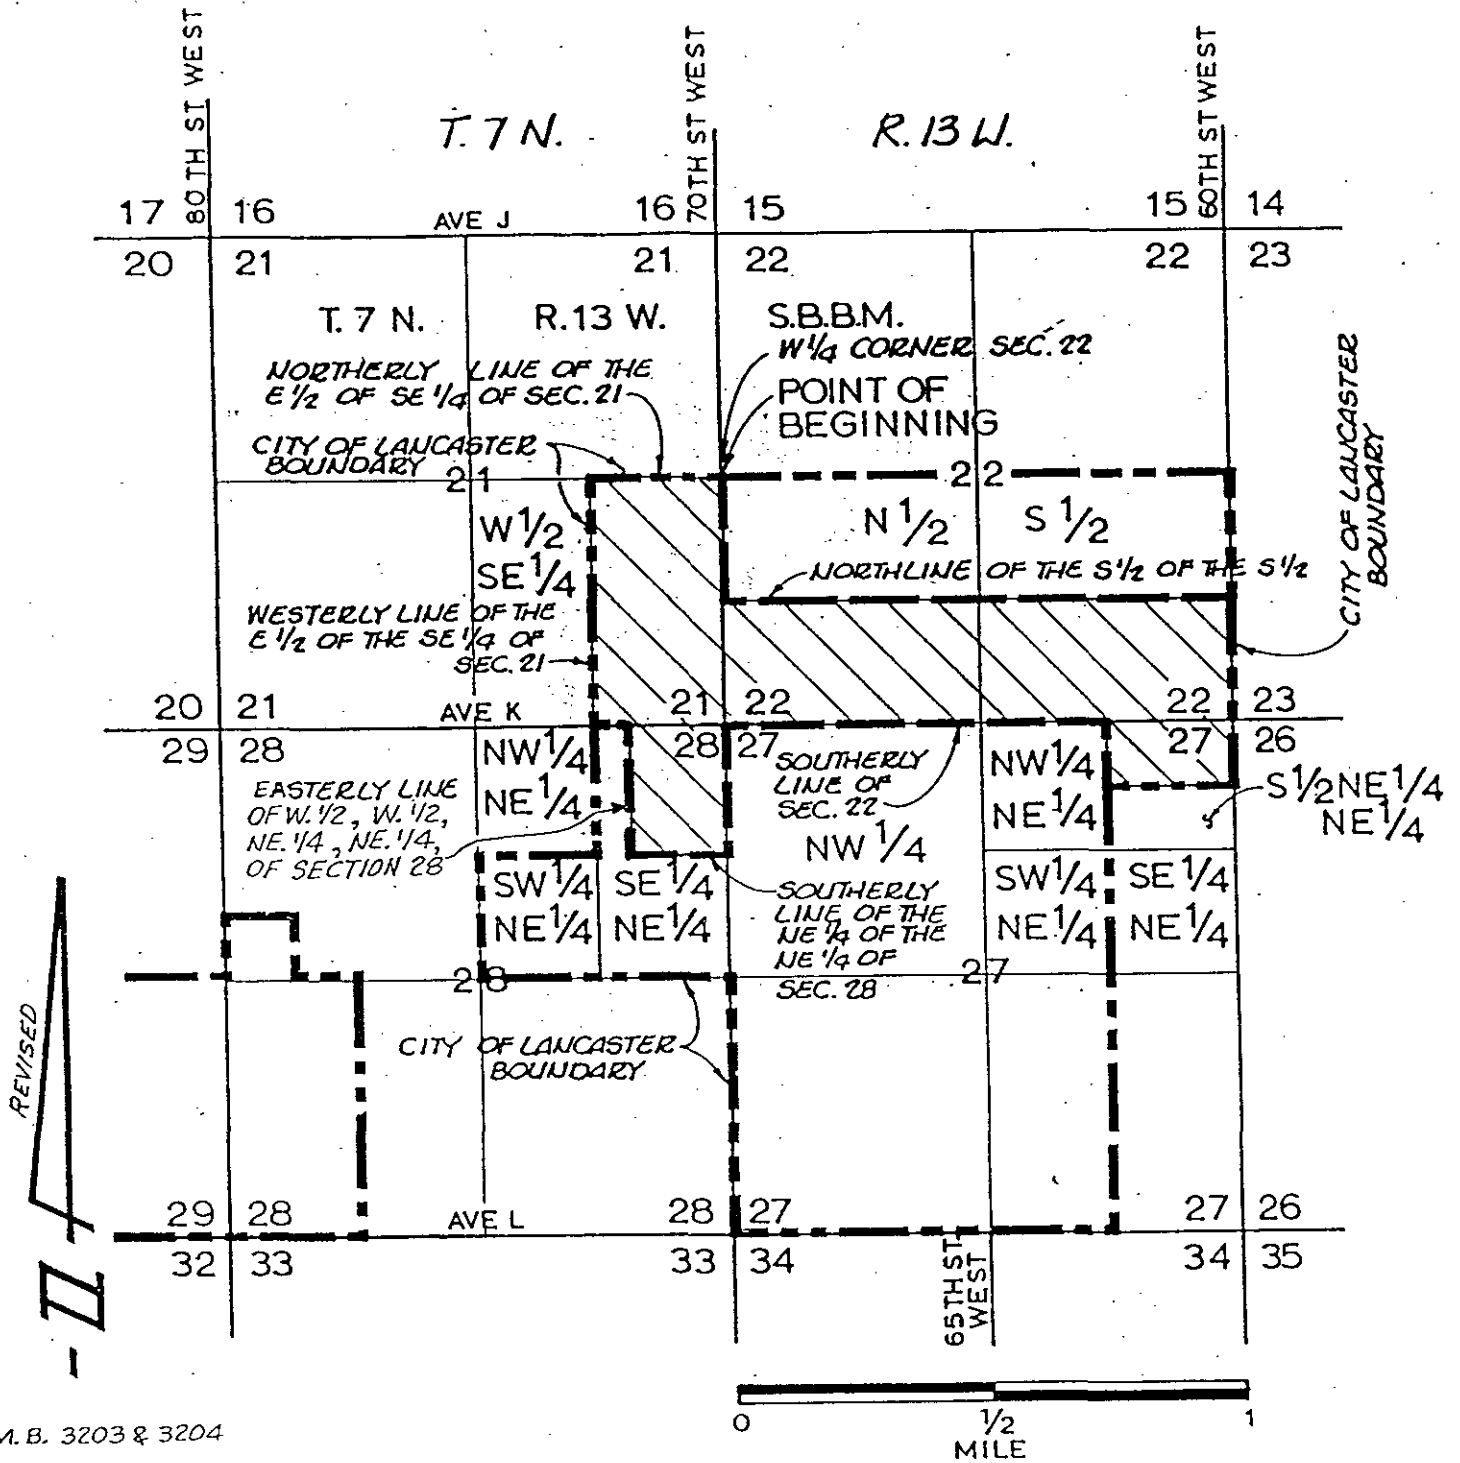 80TH ST WEST
70TH ST WEST
60TH ST WEST
T. 7 N.
R. 13 W.
17
16
16
15
15
14
AVE J
20
21
21
22
22
23
T. 7 N.
R. 13 W.
S.B.B.M.
W 1/4 CORNER SEC. 22
POINT OF
BEGINNING
NORTHERLY LINE OF THE
E 1/2 OF SE 1/4 OF SEC. 21
CITY OF LANCASTER
BOUNDARY
CITY OF LANCASTER
BOUNDARY
21
22
W 1/2
SE 1/4
N 1/2
S 1/2
NORTH LINE OF THE S 1/2 OF THE S 1/2
WESTERLY LINE OF THE
E 1/2 OF THE SE 1/4 OF
SEC. 21
20
21
AVE K
21
22
22
23
29
28
28
27
27
26
NW 1/4
NE 1/4
SOUTHERLY
LINE OF
SEC. 22
NW 1/4
NE 1/4
S 1/2 NE 1/4
NE 1/4
EASTERLY LINE
OF W. 1/2, W. 1/2,
NE. 1/4, NE. 1/4,
OF SECTION 28
NW 1/4
SW 1/4
NE 1/4
SE 1/4
NE 1/4
SOUTHERLY
LINE OF THE
NE 1/4 OF THE
NE 1/4 OF
SEC. 28
SW 1/4
NE 1/4
SE 1/4
NE 1/4
28
27
CITY OF LANCASTER
BOUNDARY
REVISED
29
28
AVE L
28
27
27
26
32
33
33
34
34
35
65TH ST
WEST
0
1/2
1
MILE
M. B. 3203 & 3204